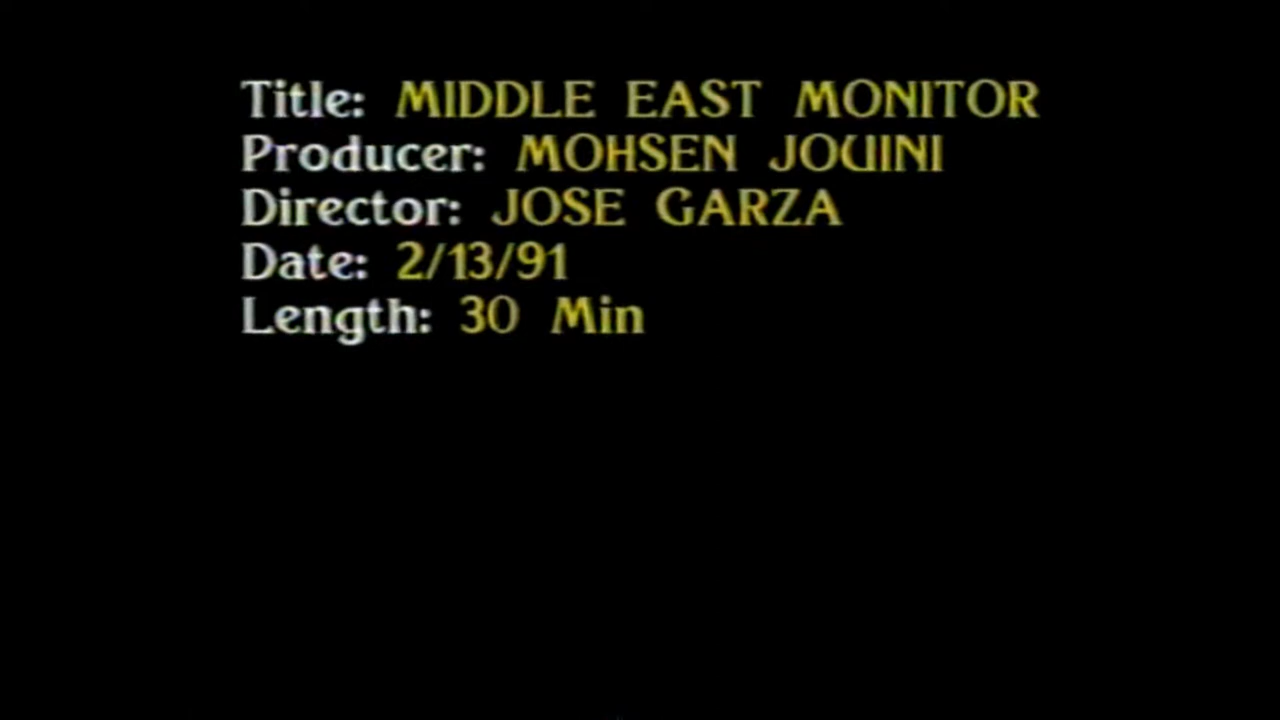 Title: MIDDLE EAST MONITOR
Producer: MOHSEN JOUINI
Director: JOSE GARZA
Date: 2/13/91
Length: 30 Min